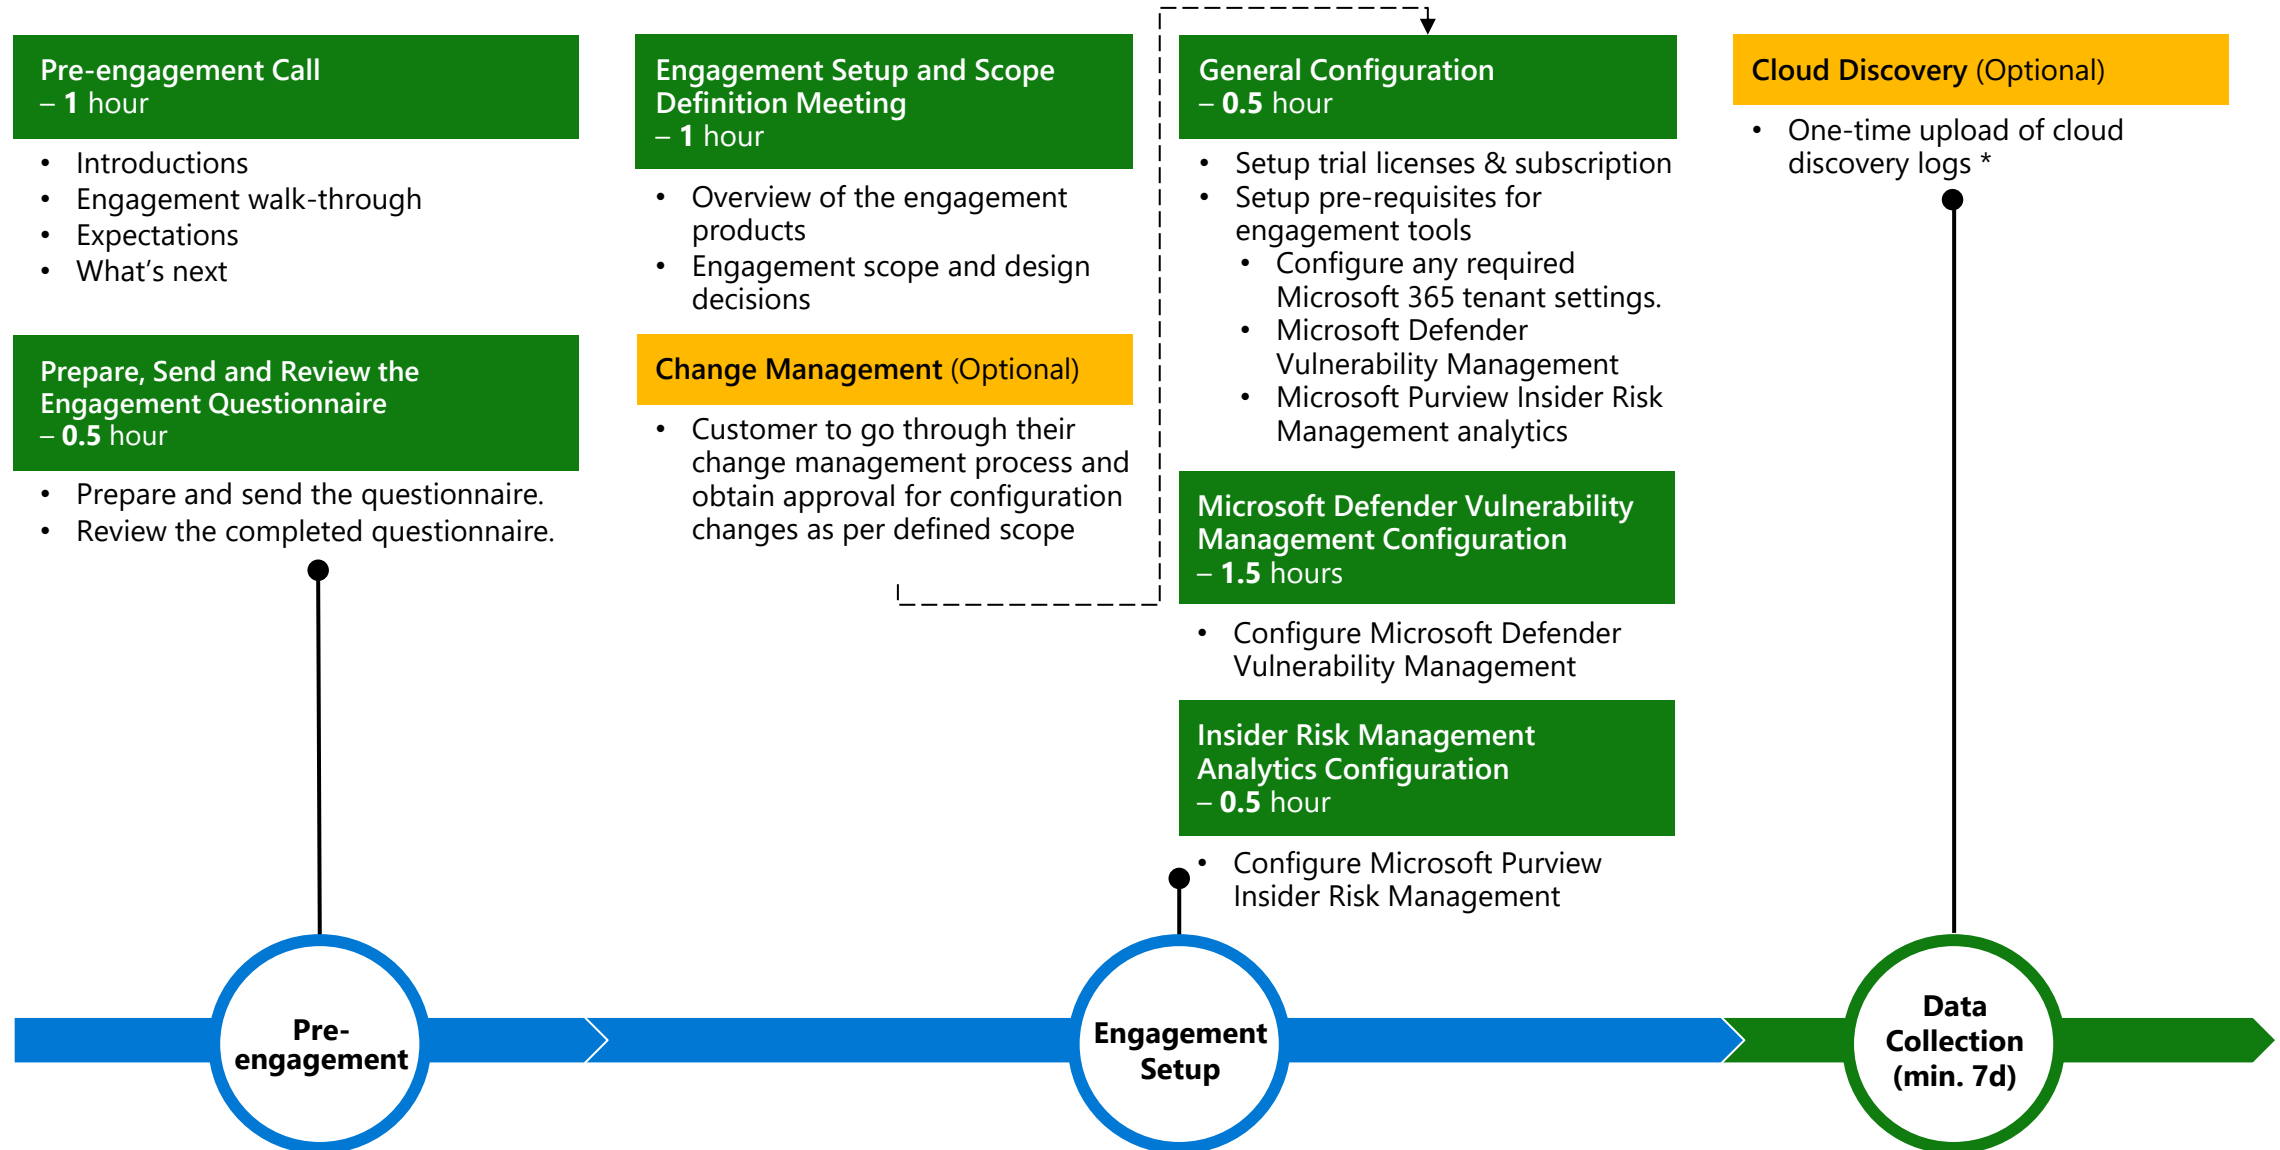 Pre-engagement Call
– 1 hour
• Introductions
• Engagement walk-through
• Expectations
• What's next
Prepare, Send and Review the
Engagement Questionnaire
– 0.5 hour
• Prepare and send the questionnaire.
• Review the completed questionnaire.
Engagement Setup and Scope
Definition Meeting
– 1 hour
• Overview of the engagement
products
• Engagement scope and design
decisions
Change Management (Optional)
• Customer to go through their
change management process and
obtain approval for configuration
changes as per defined scope
General Configuration
– 0.5 hour
• Setup trial licenses & subscription
• Setup pre-requisites for
engagement tools
• Configure any required
Microsoft 365 tenant settings.
• Microsoft Defender
Vulnerability Management
• Microsoft Purview Insider Risk
Management analytics
Microsoft Defender Vulnerability
Management Configuration
– 1.5 hours
• Configure Microsoft Defender
Vulnerability Management
Insider Risk Management
Analytics Configuration
– 0.5 hour
• Configure Microsoft Purview
Insider Risk Management
Cloud Discovery (Optional)
• One-time upload of cloud
discovery logs *
Pre-
engagement
Engagement
Setup
Data
Collection
(min. 7d)